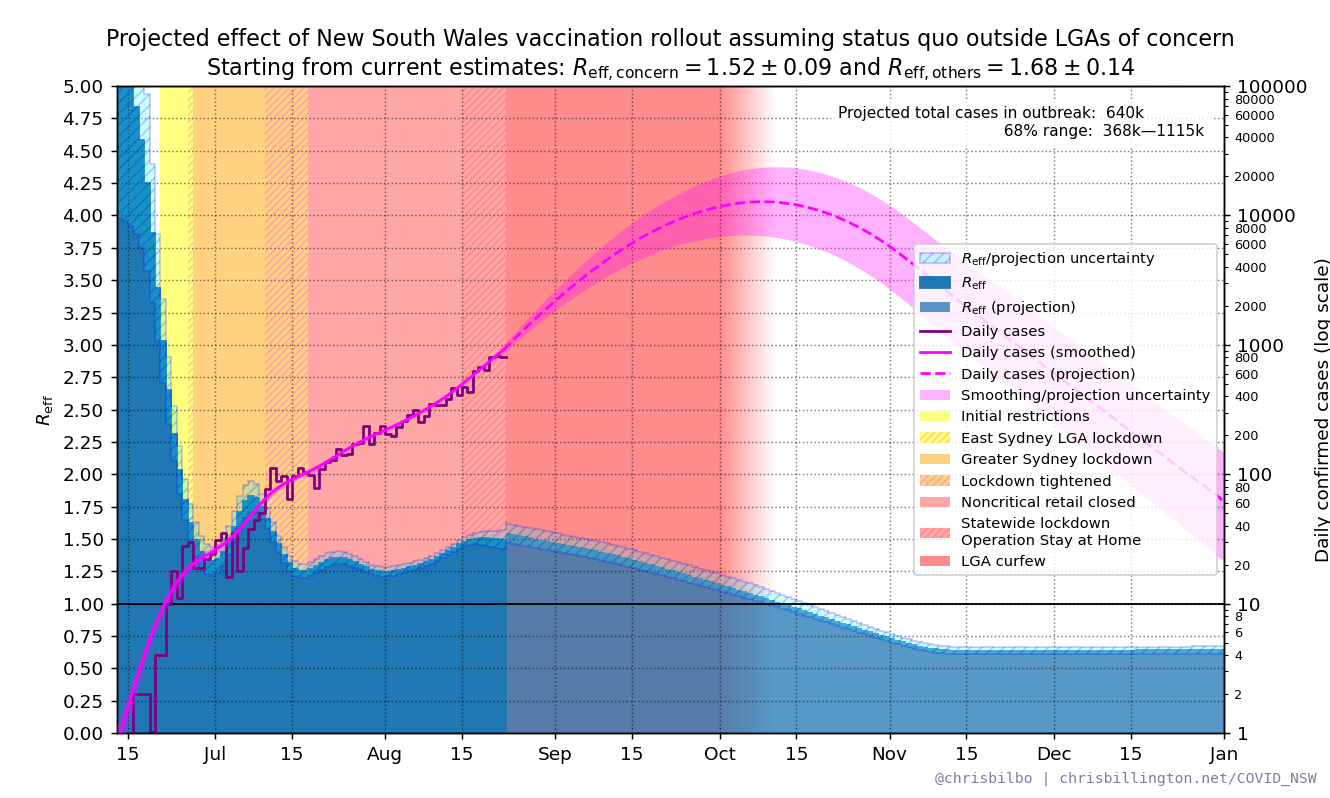 Projected effect of New South Wales vaccination rollout assuming status quo outside LGAs of concern
Starting from current estimates: Reff, concern = 1.52 ± 0.09 and Reff, others = 1.68 ± 0.14
Projected total cases in outbreak: 640k
68% range: 368k—1115k
Reff
5.00
4.75
4.50
4.25
4.00
3.75
3.50
3.25
3.00
2.75
2.50
2.25
2.00
1.75
1.50
1.25
1.00
0.75
0.50
0.25
0.00
Reff/projection uncertainty
Reff
Reff (projection)
Daily cases
Daily cases (smoothed)
Daily cases (projection)
Smoothing/projection uncertainty
Initial restrictions
East Sydney LGA lockdown
Greater Sydney lockdown
Lockdown tightened
Noncritical retail closed
Statewide lockdown
Operation Stay at Home
LGA curfew
100000
80000
60000
40000
20000
10000
8000
6000
4000
2000
1000
800
600
400
200
100
80
60
40
20
10
8
6
4
2
1
Daily confirmed cases (log scale)
15 Jul 15 Aug 15 Sep 15 Oct 15 Nov 15 Dec 15 Jan
@chrisbilbo | chrisbillington.net/COVID_NSW